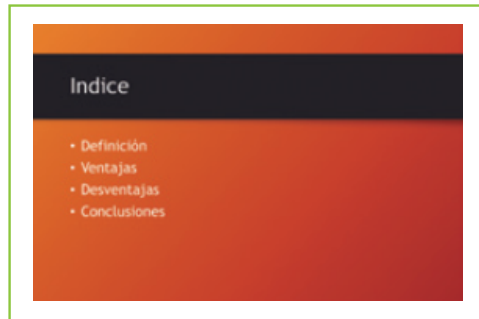 Indice
• Definición
• Ventajas
• Desventajas
• Conclusiones